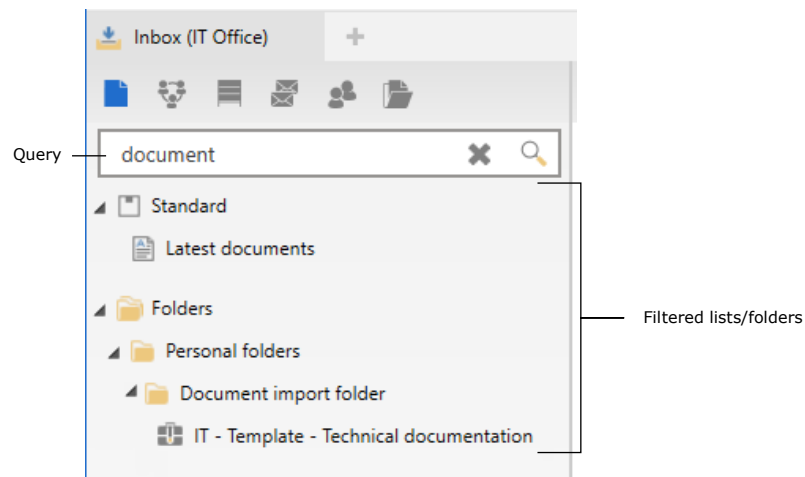 Inbox (IT Office)
Query
document
Standard
Latest documents
Folders
Filtered lists/folders
Personal folders
Document import folder
IT - Template - Technical documentation